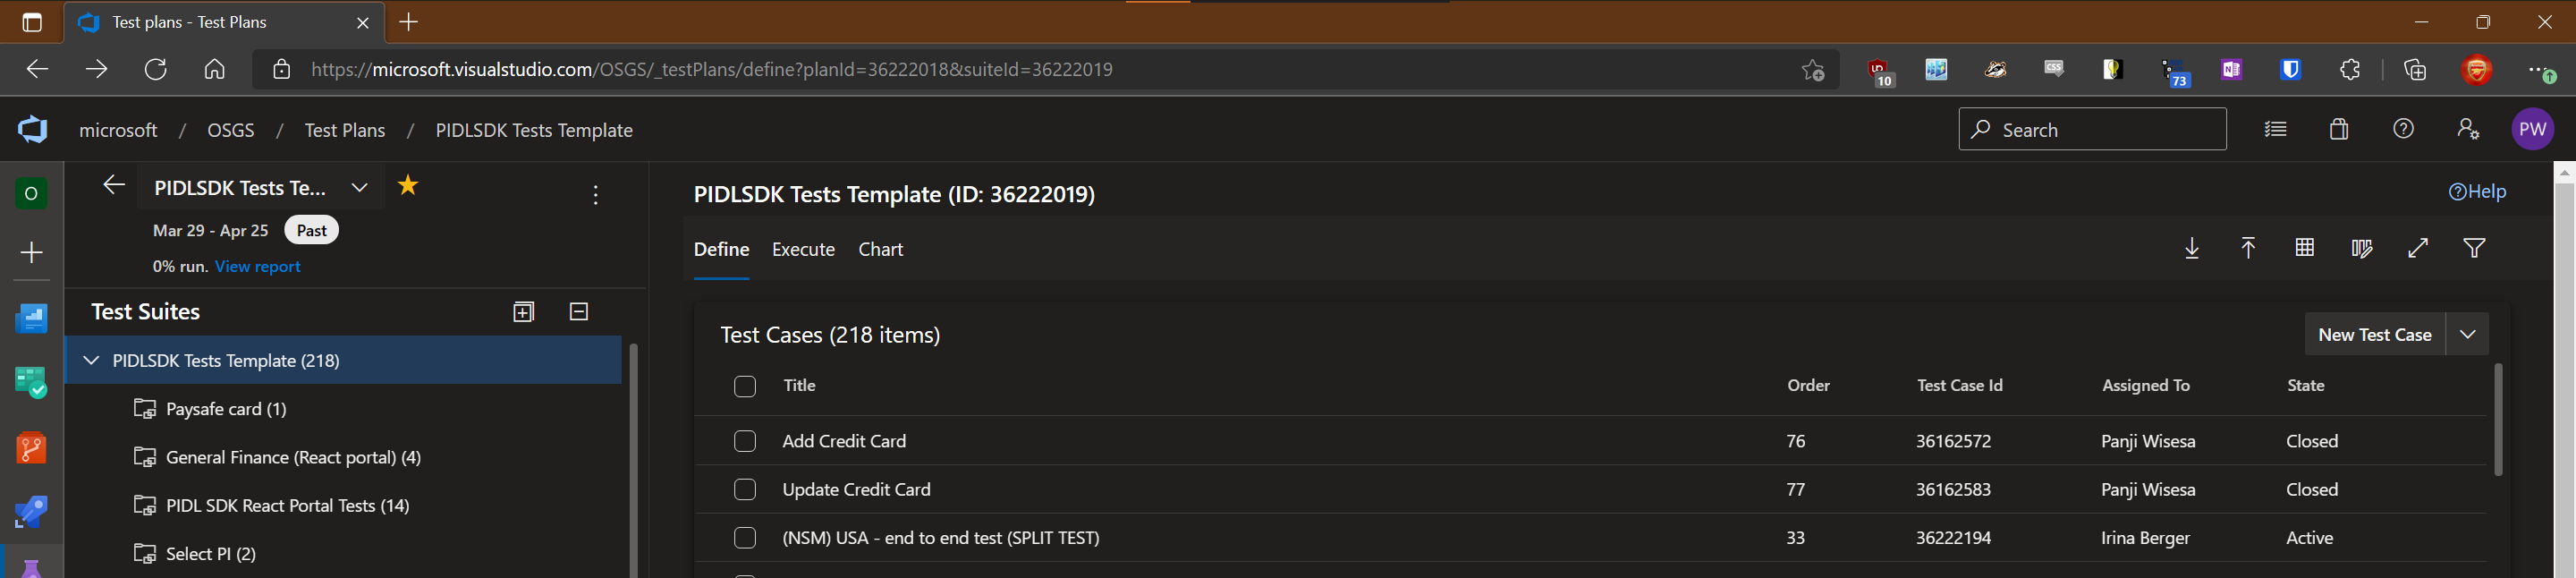 Test plans - Test Plans
https://microsoft.visualstudio.com/OSGS/_testPlans/define?planId=36222018&suiteId=36222019
10
CSS
73
N
microsoft / OSGS / Test Plans / PIDLSDK Tests Template
Search
PW
O
PIDLSDK Tests Te...
Mar 29 - Apr 25 Past
0% run. View report
Test Suites
PIDLSDK Tests Template (218)
Paysafe card (1)
General Finance (React portal) (4)
PIDL SDK React Portal Tests (14)
Select PI (2)
PIDLSDK Tests Template (ID: 36222019)
Help
Define Execute Chart
Test Cases (218 items)
New Test Case
Title Order Test Case Id Assigned To State
Add Credit Card 76 36162572 Panji Wisesa Closed
Update Credit Card 77 36162583 Panji Wisesa Closed
(NSM) USA - end to end test (SPLIT TEST) 33 36222194 Irina Berger Active